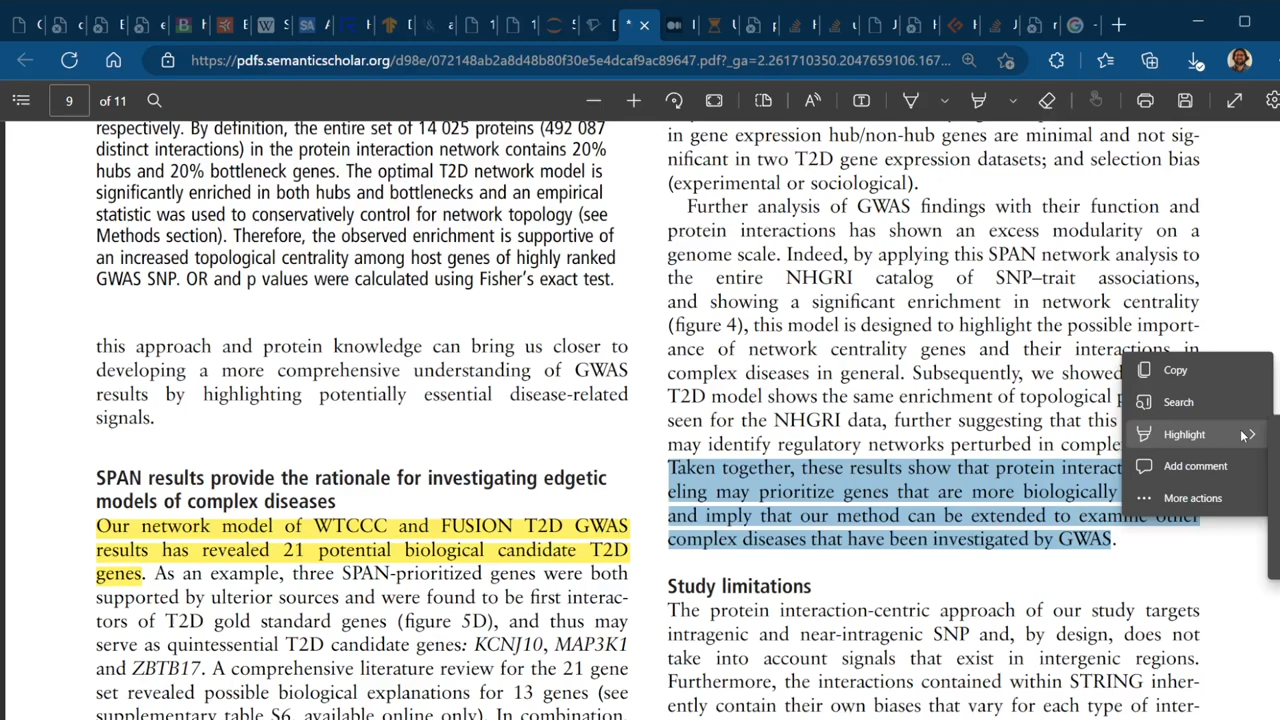 https://pdfs.semanticscholar.org/d98e/072148ab2a8d48b80f30e5e4dcaf9ac89647.pdf?_ga=2.261710350.2047659106.167...
9 of 11
respectively. By definition, the entire set of 14 025 proteins (492 087
distinct interactions) in the protein interaction network contains 20%
hubs and 20% bottleneck genes. The optimal T2D network model is
significantly enriched in both hubs and bottlenecks and an empirical
statistic was used to conservatively control for network topology (see
Methods section). Therefore, the observed enrichment is supportive of
an increased topological centrality among host genes of highly ranked
GWAS SNP. OR and p values were calculated using Fisher's exact test.
this approach and protein knowledge can bring us closer to
developing a more comprehensive understanding of GWAS
results by highlighting potentially essential disease-related
signals.
SPAN results provide the rationale for investigating edgetic
models of complex diseases
Our network model of WTCCC and FUSION T2D GWAS
results has revealed 21 potential biological candidate T2D
genes. As an example, three SPAN-prioritized genes were both
supported by ulterior sources and were found to be first interac-
tors of T2D gold standard genes (figure 5D), and thus may
serve as quintessential T2D candidate genes: KCNJ10, MAP3K1
and ZBTB17. A comprehensive literature review for the 21 gene
set revealed possible biological explanations for 13 genes (see
supplementary table S6, available online only). In combination,
in gene expression hub/non-hub genes are minimal and not sig-
nificant in two T2D gene expression datasets; and selection bias
(experimental or sociological).
Further analysis of GWAS findings with their function and
protein interactions has shown an excess modularity on a
genome scale. Indeed, by applying this SPAN network analysis to
the entire NHGRI catalog of SNP–trait associations,
and showing a significant enrichment in network centrality
(figure 4), this model is designed to highlight the possible import-
ance of network centrality genes and their interactions in
complex diseases in general. Subsequently, we showed
T2D model shows the same enrichment of topological p
seen for the NHGRI data, further suggesting that this
may identify regulatory networks perturbed in comple
Taken together, these results show that protein interact
eling may prioritize genes that are more biologically
and imply that our method can be extended to examine other
complex diseases that have been investigated by GWAS.
Study limitations
The protein interaction-centric approach of our study targets
intragenic and near-intragenic SNP and, by design, does not
take into account signals that exist in intergenic regions.
Furthermore, the interactions contained within STRING inher-
ently contain their own biases that vary for each type of inter-
Copy
Search
Highlight
Add comment
More actions